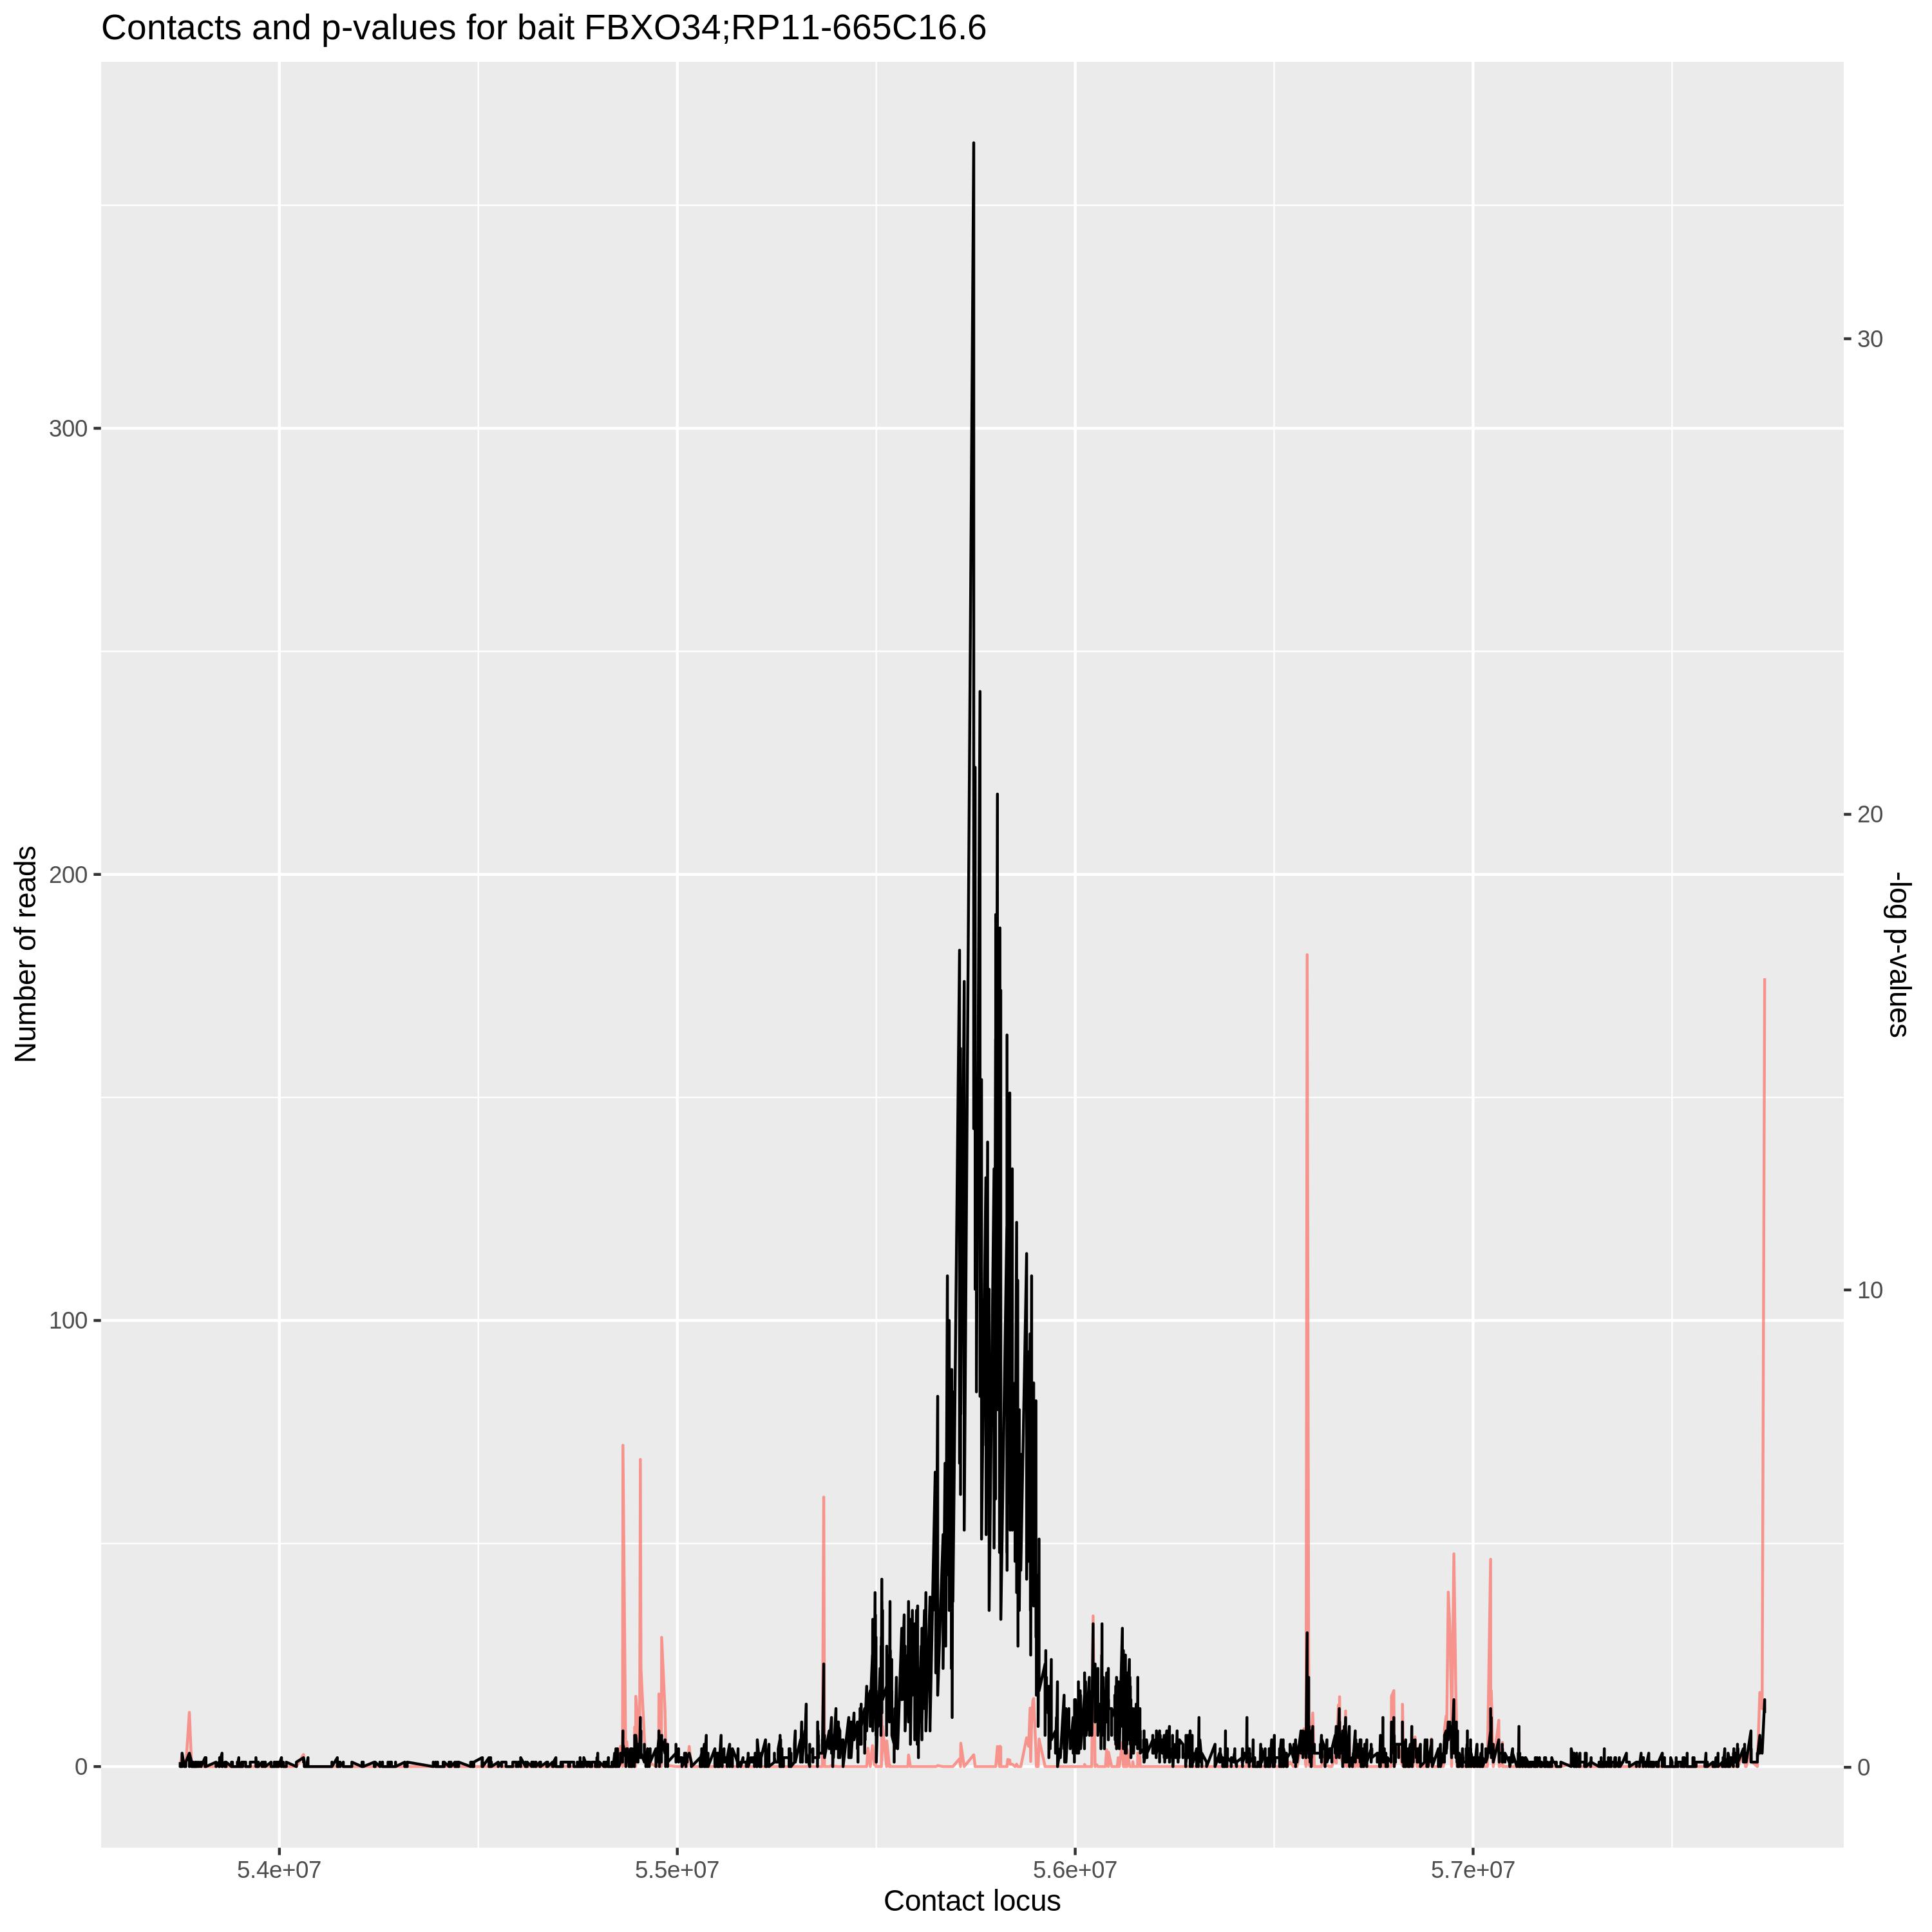 Contacts and p-values for bait FBXO34;RP11-665C16.6
300
200
100
0
Number of reads
30
20
10
0
-log p-values
5.4e+07
5.5e+07
5.6e+07
5.7e+07
Contact locus